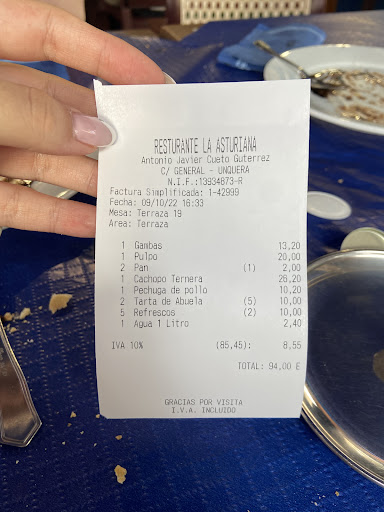 RESTURANTE LA ASTURIANA
Antonio Javier Cueto Guterrez
C/ GENERAL - UNQUERA
N.I.F.:13934873-R
Factura Simplificada: 1-42999
Fecha: 09/10/22 16:33
Mesa: Terraza 19
Area: Terraza
1 Gambas 13,20
1 Pulpo 20,00
2 Pan (1) 2,00
1 Cachopo Ternera 26,20
1 Pechuga de pollo 10,20
2 Tarta de Abuela (5) 10,00
5 Refrescos (2) 10,00
1 Agua 1 Litro 2,40
IVA 10% (85,45): 8,55
TOTAL: 94,00 E
GRACIAS POR VISITA
I.V.A. INCLUIDO